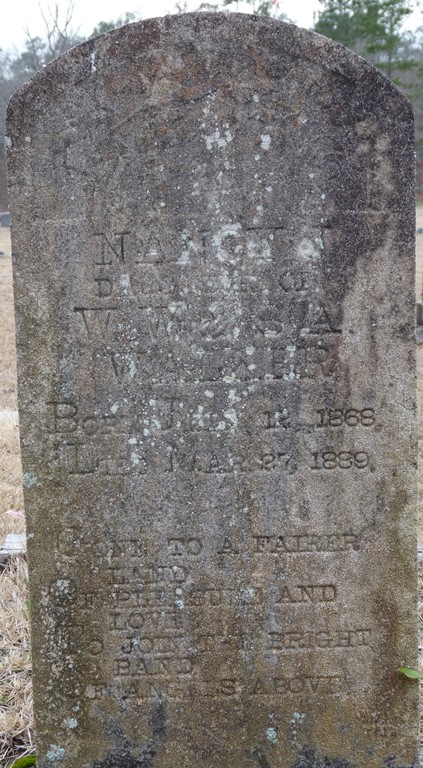 NANCY J
DAUGHTER OF
W. W. &
WALKER
BORN 1868
DIED MAR. 27, 1889.
GONE TO A FAIRER
LAND
OF PLEASURE AND
LOVE
TO JOIN THE BRIGHT
BAND
OF ANGELS ABOVE.